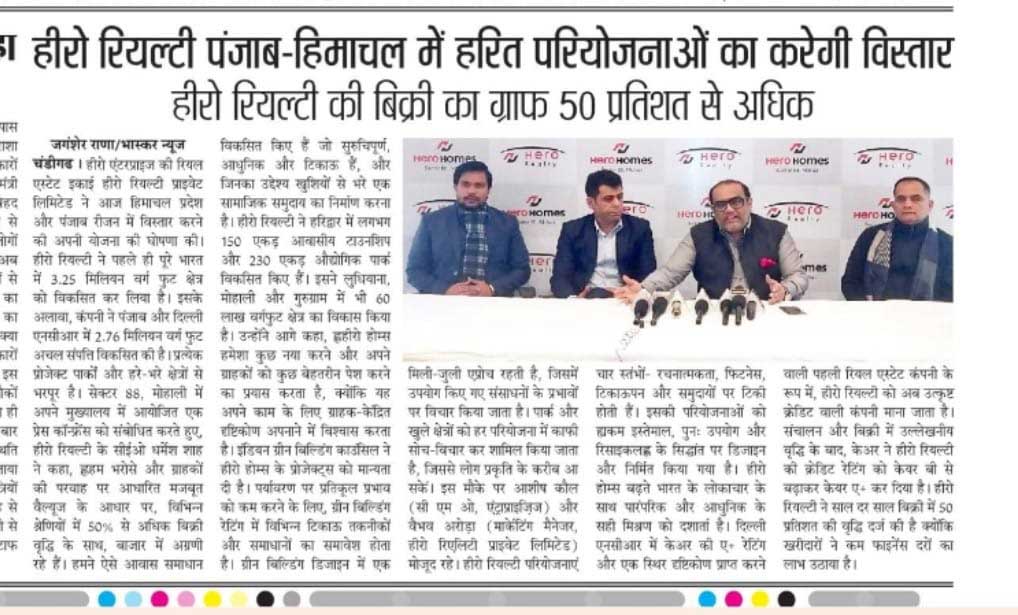 हीरो रियल्टी पंजाब-हिमाचल में हरित परियोजनाओं का करेगी विस्तार
हीरो रियल्टी की बिक्री का ग्राफ 50 प्रतिशत से अधिक
जगंशेर राणा/भास्कर न्यूज
चंडीगढ। हीरो एंटरप्राइज की रियल
एस्टेट इकाई हीरो रियल्टी प्राइवेट
लिमिटेड ने आज हिमाचल प्रदेश
और पंजाब रीजन में विस्तार करने
की अपनी योजना की घोषणा की।
हीरो रियल्टी ने पहले ही पूरे भारत
में 3.25 मिलियन वर्ग फुट क्षेत्र
को विकसित कर लिया है। इसके
अलावा, कंपनी ने पंजाब और दिल्ली
एनसीआर में 2.76 मिलियन वर्ग फुट
अचल संपत्ति विकसित की है। प्रत्येक
प्रोजेक्ट पार्कों और हरे-भरे क्षेत्रों से
भरपूर है। सेक्टर 88, मोहाली में
अपने मुख्यालय में आयोजित एक
प्रेस कॉन्फ्रेंस को संबोधित करते हुए,
हीरो रियल्टी के सीईओ धर्मेश शाह
ने कहा, ह्लहम भरोसे और ग्राहकों
की परवाह पर आधारित मजबूत
वैल्यूज के आधार पर, विभिन्न
श्रेणियों में 50% से अधिक बिक्री
वृद्धि के साथ, बाजार में अग्रणी
रहे हैं। हमने ऐसे आवास समाधान
विकसित किए हैं जो सुरुचिपूर्ण,
आधुनिक और टिकाऊ हैं, और
जिनका उद्देश्य खुशियों से भरे एक
सामाजिक समुदाय का निर्माण करना
है। हीरो रियल्टी ने हरिद्वार में लगभग
150 एकड़ आवासीय टाउनशिप
और 230 एकड़ औद्योगिक पार्क
विकसित किए हैं। इसने लुधियाना,
मोहाली और गुरुग्राम में भी 60
लाख वर्गफुट क्षेत्र का विकास किया
है। उन्होंने आगे कहा, ह्लहीरो होम्स
हमेशा कुछ नया करने और अपने
ग्राहकों को कुछ बेहतरीन पेश करने
का प्रयास करता है, क्योंकि यह
अपने काम के लिए ग्राहक-केंद्रित
दृष्टिकोण अपनाने में विश्वास करता
है। इंडियन ग्रीन बिल्डिंग काउंसिल ने
हीरो होम्स के प्रोजेक्ट्स को मान्यता
दी है। पर्यावरण पर प्रतिकूल प्रभाव
को कम करने के लिए, ग्रीन बिल्डिंग
रेटिंग में विभिन्न टिकाऊ तकनीकों
और समाधानों का समावेश होता
है। ग्रीन बिल्डिंग डिजाइन में एक
HERO HOMES
Hero Realty
मिली-जुली एप्रोच रहती है, जिसमें
उपयोग किए गए संसाधनों के प्रभावों
पर विचार किया जाता है। पार्क और
खुले क्षेत्रों को हर परियोजना में काफी
सोच-विचार कर शामिल किया जाता
है, जिससे लोग प्रकृति के करीब आ
सकें। इस मौके पर आशीष कौल
(सी एम ओ, एंट्राप्राइज़िज) और
वैभव अरोड़ा (मार्केटिंग मैनेजर,
हीरो रिएलिटी प्राइवेट लिमिटेड)
मोजूद रहे। हीरो रियल्टी परियोजनाएं
चार स्तंभों- रचनात्मकता, फिटनेस,
टिकाऊपन और समुदायों पर टिकी
होती हैं। इसकी परियोजनाओं को
ह्यकम इस्तेमाल, पुनः उपयोग और
रिसाइकलह्ण के सिद्धांत पर डिजाइन
और निर्मित किया गया है। हीरो
होम्स बढ़ने भारत के लोकाचार के
साथ पारंपरिक और आधुनिक के
सही मिश्रण को दर्शाता है। दिल्ली
एनसीआर में केअर की ए+ रेटिंग
और एक स्थिर दृष्टिकोण प्राप्त करने
वाली पहली रियल एस्टेट कंपनी के
रूप में, हीरो रियल्टी को अब उत्कृष्ट
क्रेडिट वाली कंपनी माना जाता है।
संचालन और बिक्री में उल्लेखनीय
वृद्धि के बाद, केअर ने हीरो रियल्टी
की क्रेडिट रेटिंग को केयर बी से
बढ़ाकर केयर ए+ कर दिया है। हीरो
रियल्टी ने साल दर साल बिक्री में 50
प्रतिशत की वृद्धि दर्ज की है क्योंकि
खरीदारों ने कम फाइनेंस दरों का
लाभ उठाया है।